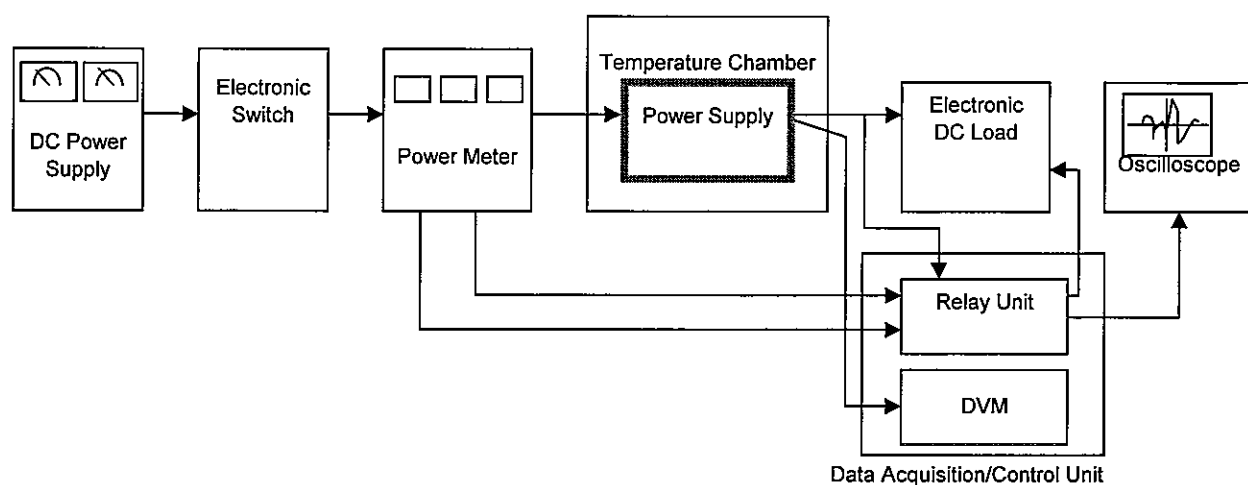 DC Power
Supply
Electronic
Switch
Power Meter
Temperature Chamber
Power Supply
Electronic
DC Load
Oscilloscope
Relay Unit
DVM
Data Acquisition/Control Unit